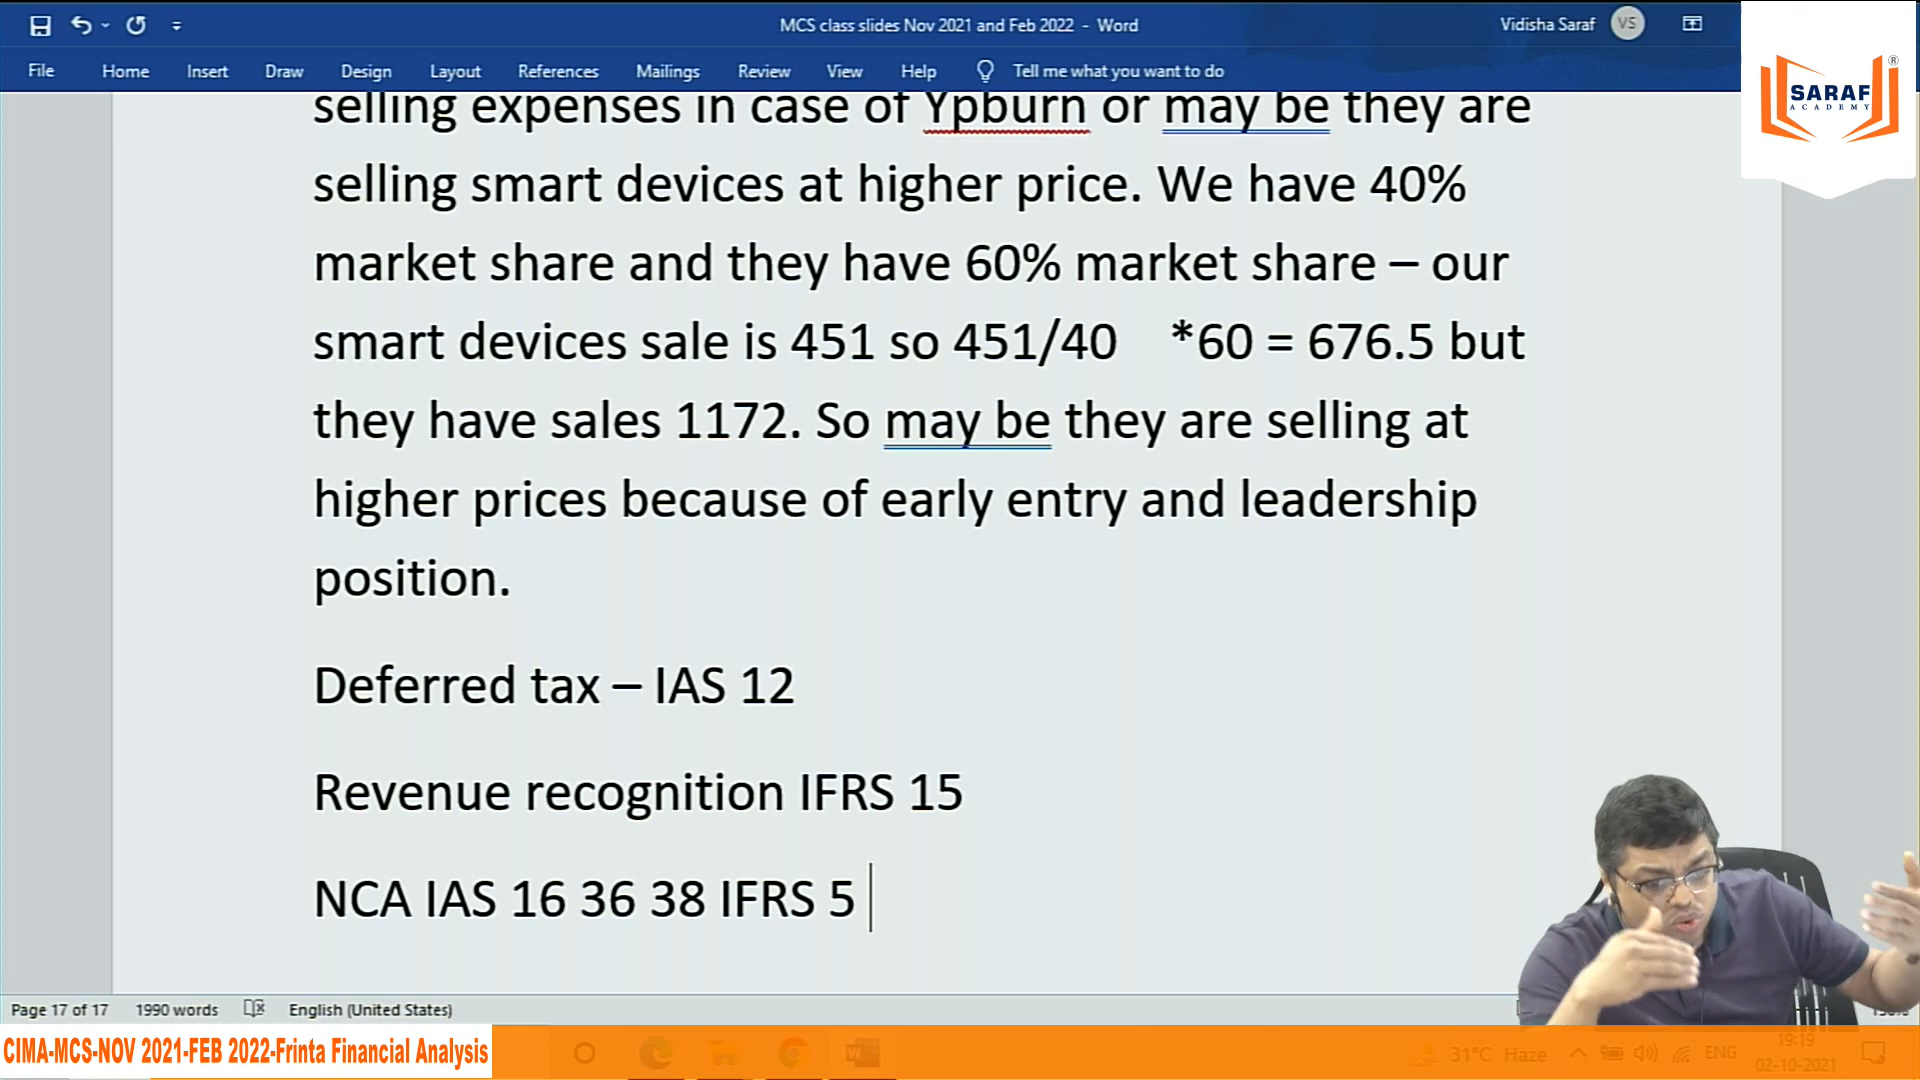 MCS class slides Nov 2021 and Feb 2022 - Word
Vidisha Saraf VS
File Home Insert Draw Design Layout References Mailings Review View Help Tell me what you want to do
SARAF
ACADEMY
®
selling expenses in case of Ypburn or may be they are
selling smart devices at higher price. We have 40%
market share and they have 60% market share – our
smart devices sale is 451 so 451/40 *60 = 676.5 but
they have sales 1172. So may be they are selling at
higher prices because of early entry and leadership
position.
Deferred tax – IAS 12
Revenue recognition IFRS 15
NCA IAS 16 36 38 IFRS 5
Page 17 of 17 1990 words English (United States)
CIMA-MCS-NOV 2021-FEB 2022-Frinta Financial Analysis
31°C Haze ENG
19:19
02-10-2021